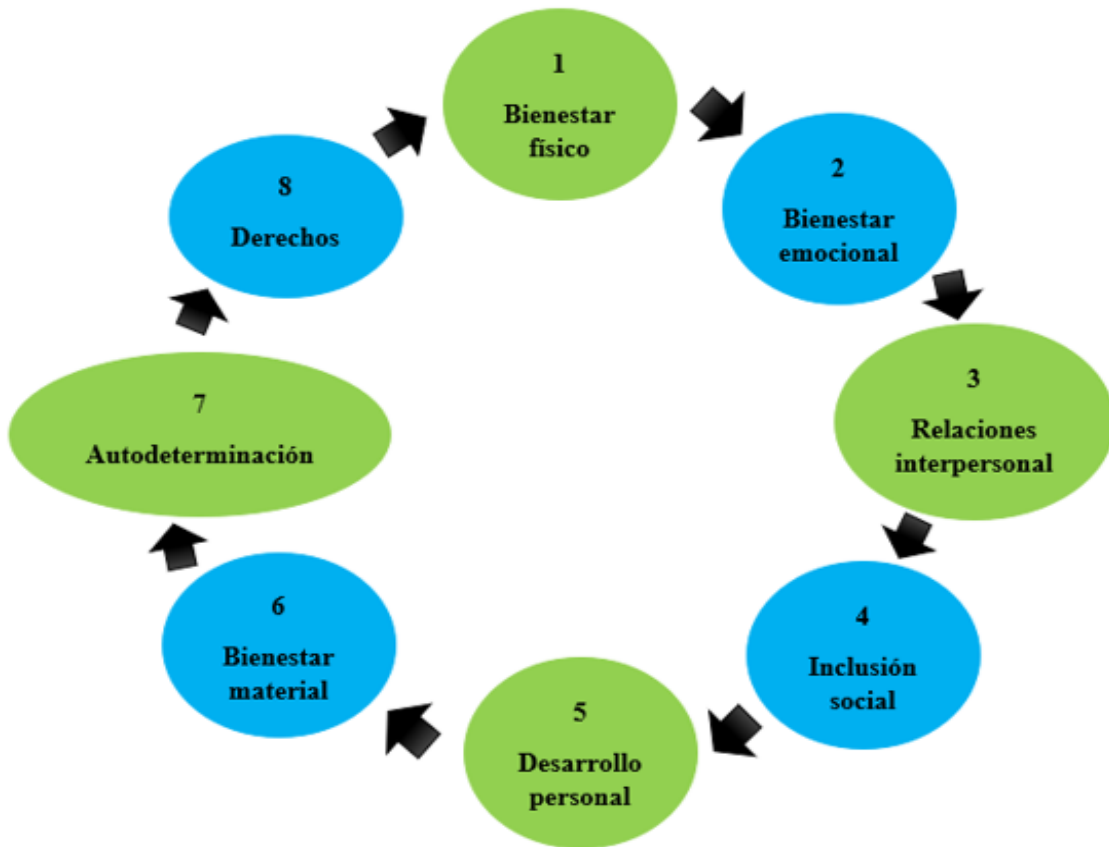 1
Bienestar
físico
2
Bienestar
emocional
3
Relaciones
interpersonal
4
Inclusión
social
5
Desarrollo
personal
6
Bienestar
material
7
Autodeterminación
8
Derechos